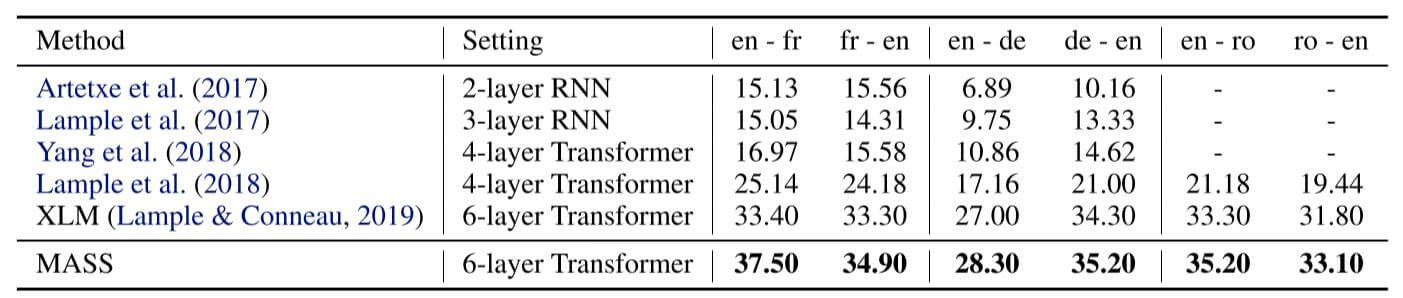 Method Setting en - fr fr - en en - de de - en en - ro ro - en
Artetxe et al. (2017) 2-layer RNN 15.13 15.56 6.89 10.16 - -
Lample et al. (2017) 3-layer RNN 15.05 14.31 9.75 13.33 - -
Yang et al. (2018) 4-layer Transformer 16.97 15.58 10.86 14.62 - -
Lample et al. (2018) 4-layer Transformer 25.14 24.18 17.16 21.00 21.18 19.44
XLM (Lample & Conneau, 2019) 6-layer Transformer 33.40 33.30 27.00 34.30 33.30 31.80
MASS 6-layer Transformer 37.50 34.90 28.30 35.20 35.20 33.10